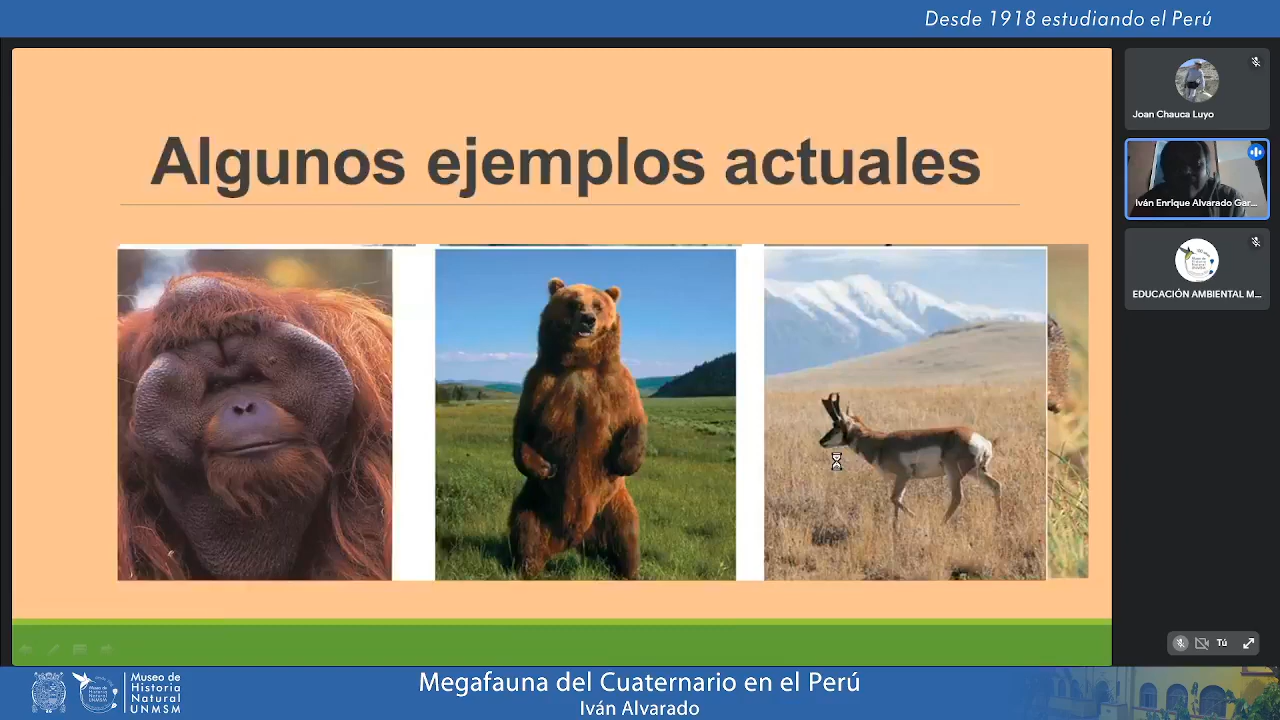 Desde 1918 estudiando el Perú
Algunos ejemplos actuales
Joan Chauca Luyo
Iván Enrique Alvarado Gar...
EDUCACIÓN AMBIENTAL M...
Tú
Museo de
Historia
Natural
UNMSM
Megafauna del Cuaternario en el Perú
Iván Alvarado